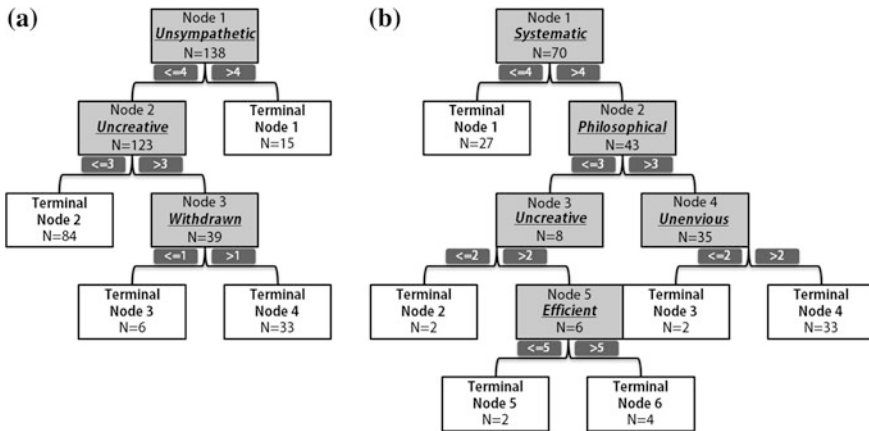 (a)
Node 1
Unsympathetic
N=138
<=4 >4
Node 2
Uncreative
N=123
Terminal
Node 1
N=15
<=3 >3
Terminal
Node 2
N=84
Node 3
Withdrawn
N=39
<=1 >1
Terminal
Node 3
N=6
Terminal
Node 4
N=33
(b)
Node 1
Systematic
N=70
<=4 >4
Terminal
Node 1
N=27
Node 2
Philosophical
N=43
<=3 >3
Node 3
Uncreative
N=8
Node 4
Unenvious
N=35
<=2 >2
<=2 >2
Terminal
Node 2
N=2
Node 5
Efficient
N=6
Terminal
Node 3
N=2
Terminal
Node 4
N=33
<=5 >5
Terminal
Node 5
N=2
Terminal
Node 6
N=4